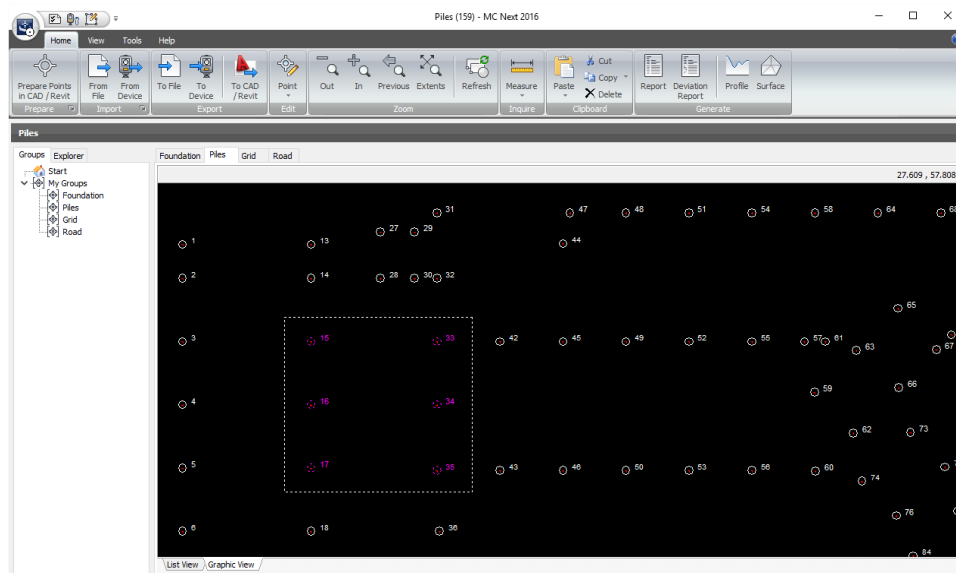 Piles (159) - MC Next 2016
Home View Tools Help
Prepare Points in CAD / Revit
From File
From Device
To File
To Device
To CAD / Revit
Point
Out
In
Previous
Extents
Refresh
Measure
Paste
Cut
Copy
Delete
Report
Deviation Report
Profile
Surface
Prepare Import Export Edit Zoom Inquire Clipboard Generate
Piles
Groups Explorer
Foundation Piles Grid Road
Start
My Groups
Foundation
Piles
Grid
Road
27.609 , 57.808
31 47 48 51 54 58 64 68
27 29
1 13 44
2 14 28 30 32
65
3 15 33 42 45 49 52 55 57 61 63 67
4 16 34 59 66
62 73
5 17 35 43 46 50 53 56 60
74
76
6 18 36
84
List View Graphic View